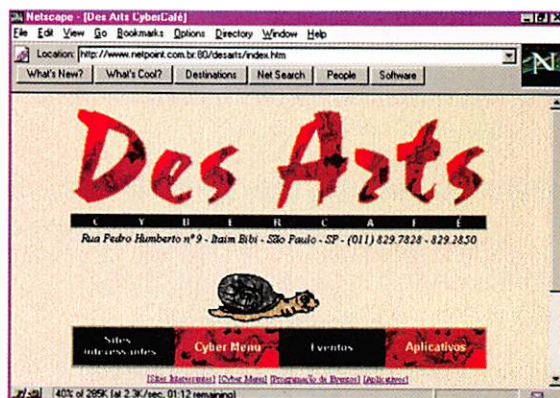 Netscape - [Des Arts CyberCafé]
File Edit View Go Bookmarks Options Directory Window Help
Location: http://www.netpoint.com.br:80/desarts/index.htm
What's New? What's Cool? Destinations Net Search People Software
N
Des Arts
CYBERCAFÉ
Rua Pedro Humberto nº 9 - Itaim Bibi - São Paulo - SP - (011) 829.7828 - 829.2850
Sites interessantes Cyber Menu Eventos Aplicativos
[Sites Interessantes] [Cyber Menu] [Programação de Eventos] [Aplicativos]
40% of 285K (at 2.3K/sec, 01:12 remaining)